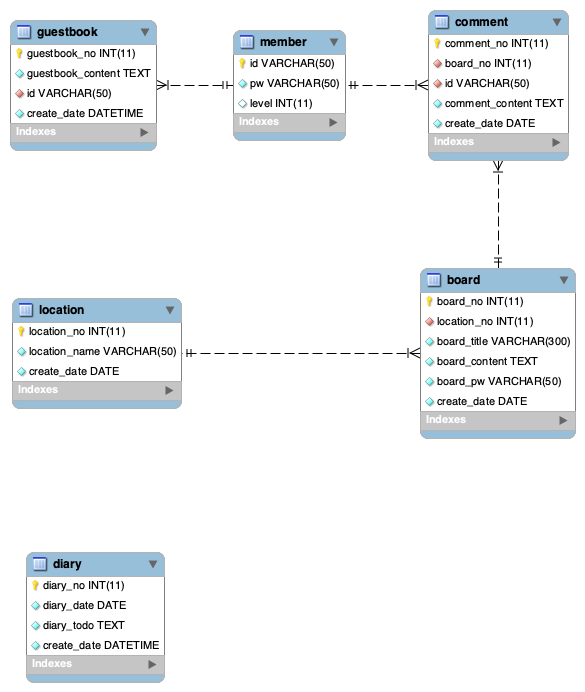 guestbook
guestbook_no INT(11)
guestbook_content TEXT
id VARCHAR(50)
create_date DATETIME
Indexes
member
id VARCHAR(50)
pw VARCHAR(50)
level INT(11)
Indexes
comment
comment_no INT(11)
board_no INT(11)
id VARCHAR(50)
comment_content TEXT
create_date DATE
Indexes
location
location_no INT(11)
location_name VARCHAR(50)
create_date DATE
Indexes
board
board_no INT(11)
location_no INT(11)
board_title VARCHAR(300)
board_content TEXT
board_pw VARCHAR(50)
create_date DATE
Indexes
diary
diary_no INT(11)
diary_date DATE
diary_todo TEXT
create_date DATETIME
Indexes